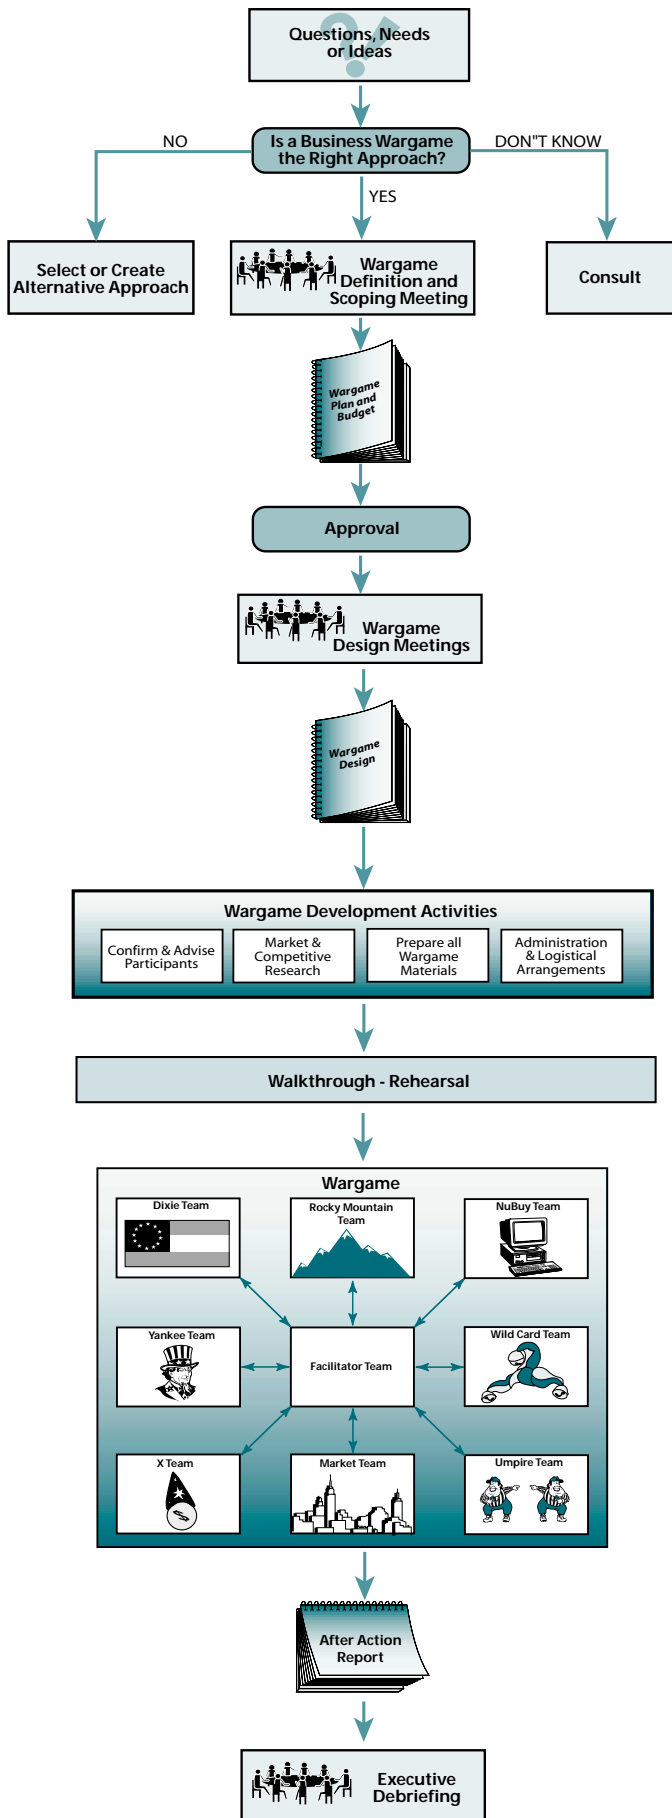 Questions, Needs
or Ideas
Is a Business Wargame
the Right Approach?
NO
DON"T KNOW
YES
Select or Create
Alternative Approach
Wargame
Definition and
Scoping Meeting
Consult
Wargame
Plan and
Budget
Approval
Wargame
Design Meetings
Wargame
Design
Wargame Development Activities
Confirm & Advise
Participants
Market &
Competitive
Research
Prepare all
Wargame
Materials
Administration
& Logistical
Arrangements
Walkthrough - Rehearsal
Wargame
Dixie Team
Rocky Mountain
Team
NuBuy Team
Yankee Team
Facilitator Team
Wild Card Team
X Team
Market Team
Umpire Team
After Action
Report
Executive
Debriefing